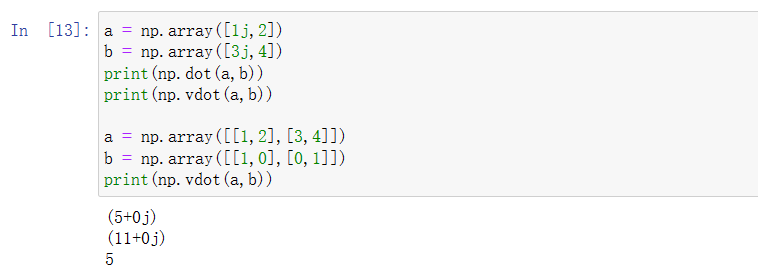 In [13]: a = np.array([1j,2])
b = np.array([3j,4])
print(np.dot(a,b))
print(np.vdot(a,b))
a = np.array([[1,2],[3,4]])
b = np.array([[1,0],[0,1]])
print(np.vdot(a,b))
(5+0j)
(11+0j)
5